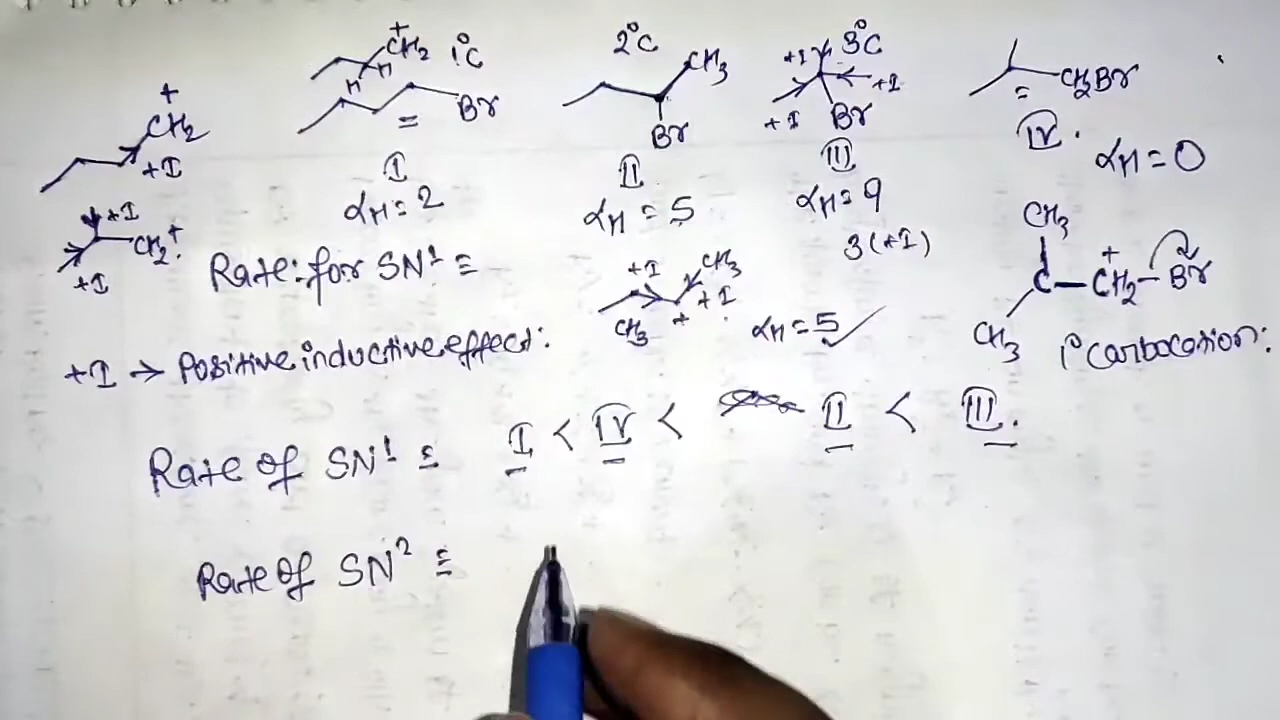 +
CH₂
+I
+I
+I
CH₂⁺.
+
CH₂
H H
1°C
Br
I
αH = 2
2°C
CH₃
Br
II
αH = 5
+I 3°C
+I
+I Br
III
αH = 9
3(+I)
CH₂Br
IV.
αH = 0
Rate: for SN¹ =
+I
CH₃
+I
CH₃ +
αH = 5 ✓
CH₃
C – CH₂ – Br
+
CH₃
1° carbocation:
+I → Positive inductive effect:
Rate of SN¹ = I < IV < II < III.
Rate of SN² =